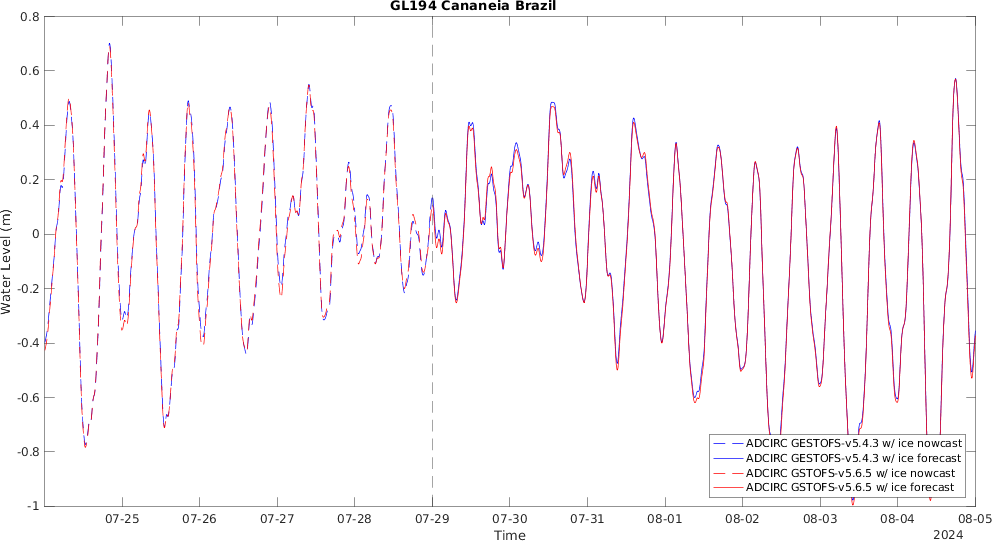 GL194 Cananeia Brazil
0.8
0.6
0.4
0.2
0
-0.2
-0.4
-0.6
-0.8
-1
Water Level (m)
ADCIRC GESTOFS-v5.4.3 w/ ice nowcast
ADCIRC GESTOFS-v5.4.3 w/ ice forecast
ADCIRC GSTOFS-v5.6.5 w/ ice nowcast
ADCIRC GSTOFS-v5.6.5 w/ ice forecast
07-25 07-26 07-27 07-28 07-29 07-30 07-31 08-01 08-02 08-03 08-04 08-05
Time
2024